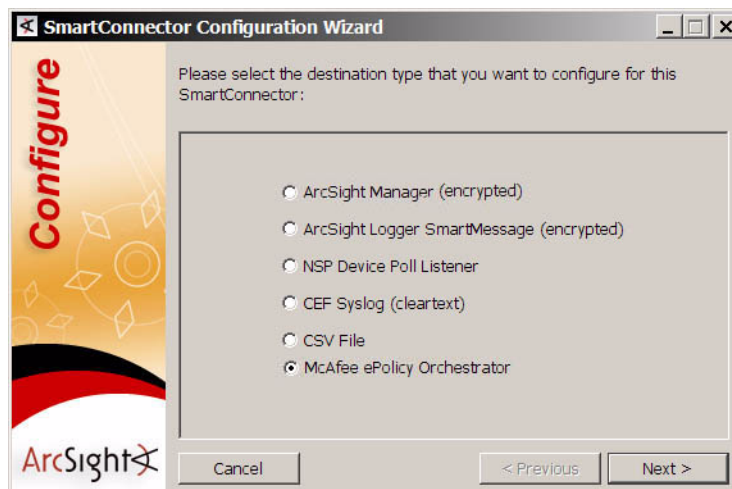 SmartConnector Configuration Wizard
Configure
Please select the destination type that you want to configure for this
SmartConnector:
ArcSight Manager (encrypted)
ArcSight Logger SmartMessage (encrypted)
NSP Device Poll Listener
CEF Syslog (cleartext)
CSV File
McAfee ePolicy Orchestrator
ArcSight
Cancel
< Previous
Next >